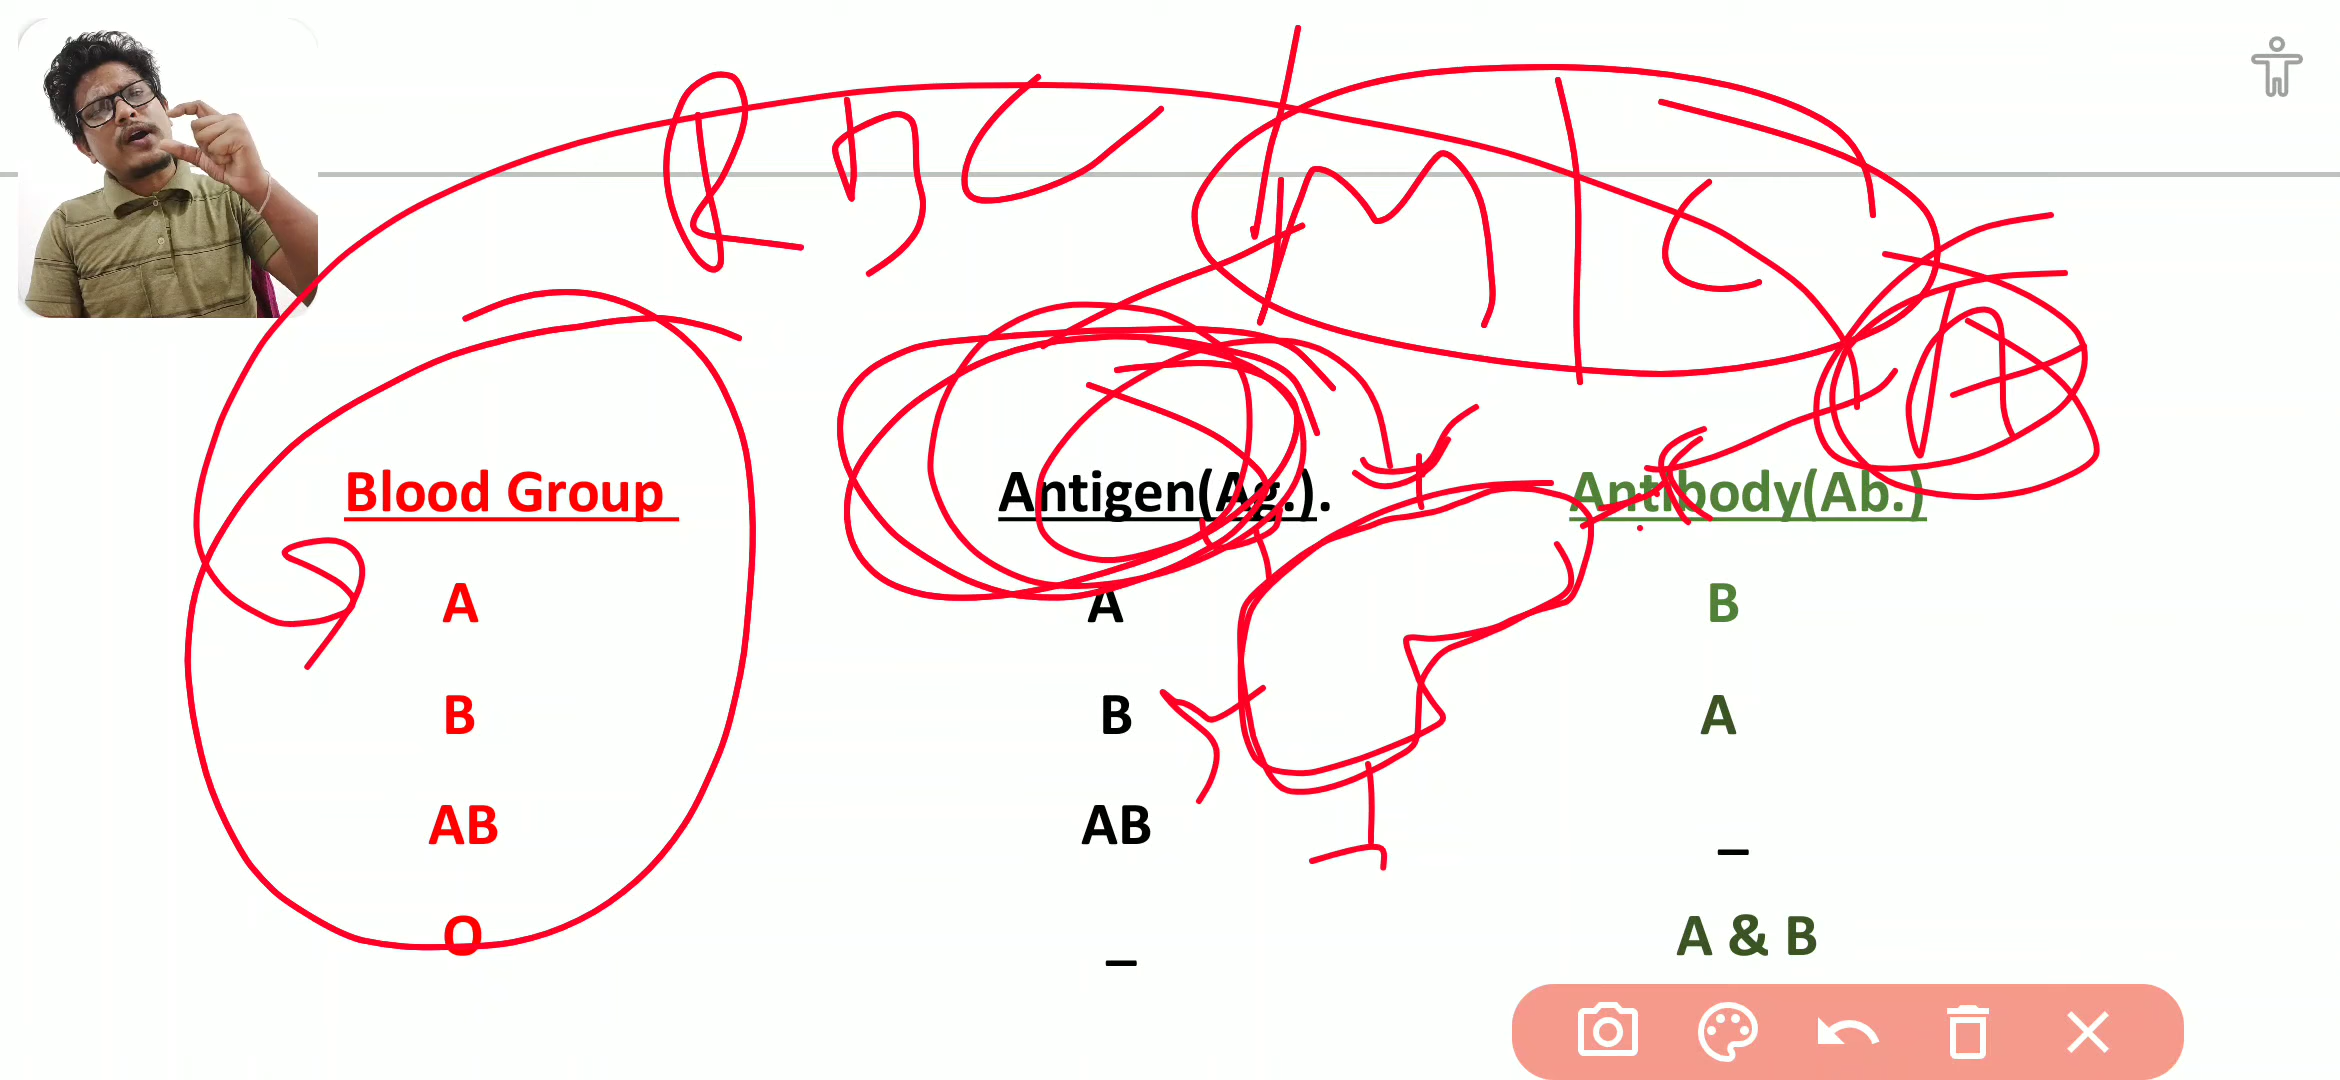 Blood Group Antigen(Ag.). Antibody(Ab.)
A A B
B B A
AB AB _
O _ A & B